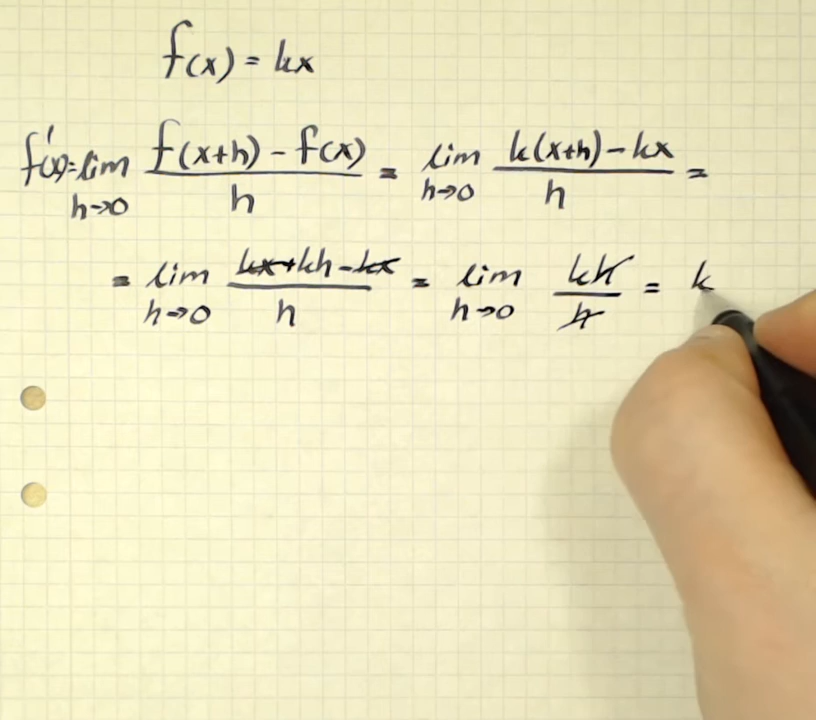 f(x) = kx
f'(x) = lim h→0 (f(x+h) - f(x))/h = lim h→0 (k(x+h) - kx)/h =
= lim h→0 (kx + kh - kx)/h = lim h→0 kh/h = k